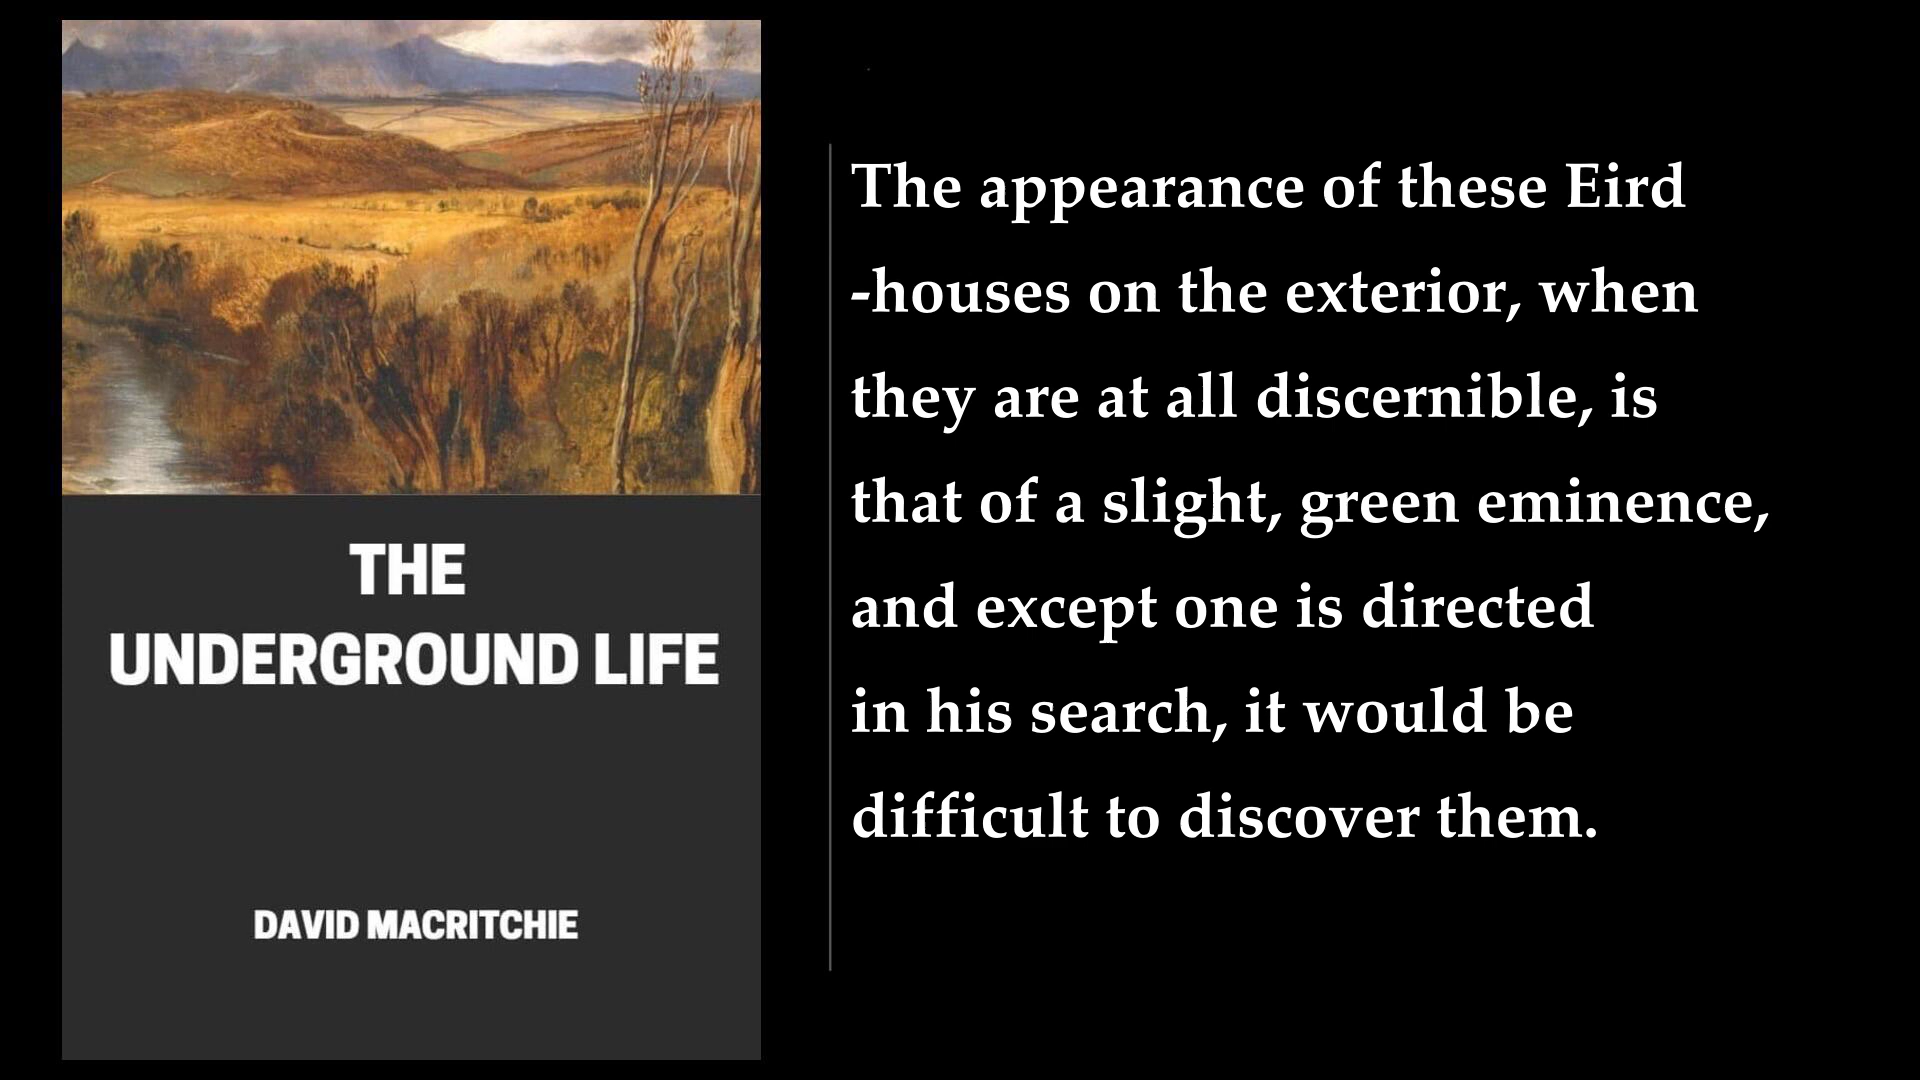 THE
UNDERGROUND LIFE
DAVID MACRITCHIE
The appearance of these Eird
-houses on the exterior, when
they are at all discernible, is
that of a slight, green eminence,
and except one is directed
in his search, it would be
difficult to discover them.